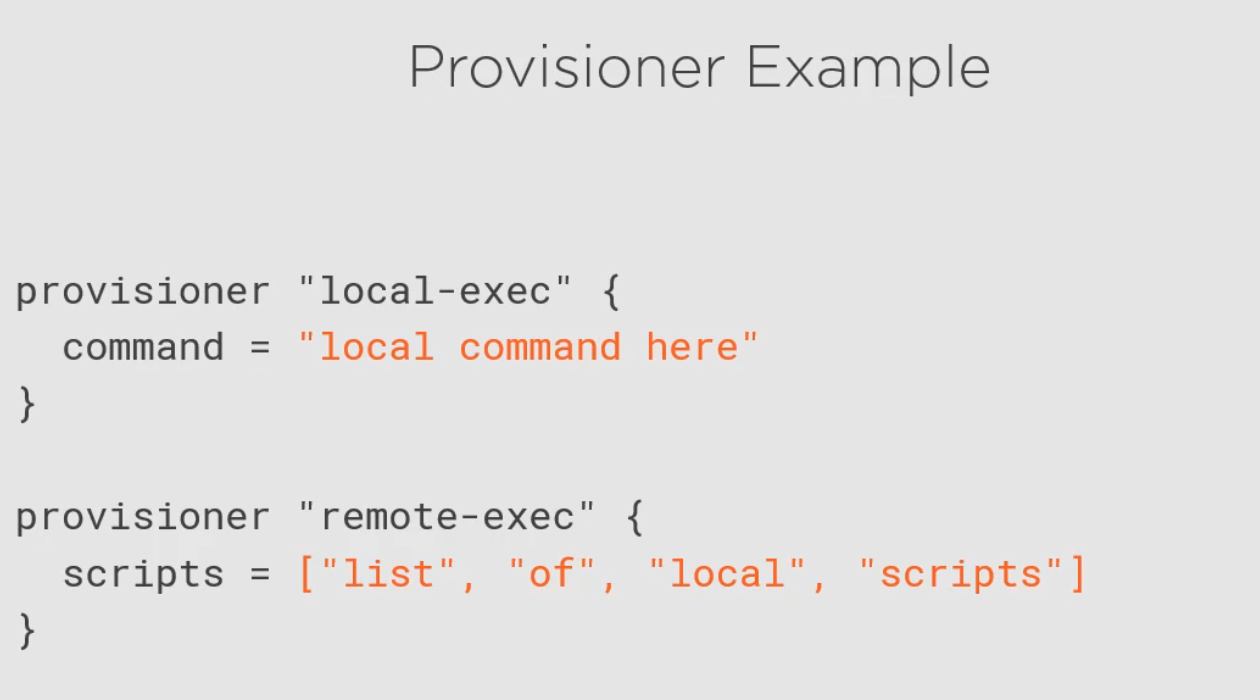 Provisioner Example
provisioner "local-exec" {
  command = "local command here"
}
provisioner "remote-exec" {
  scripts = ["list", "of", "local", "scripts"]
}